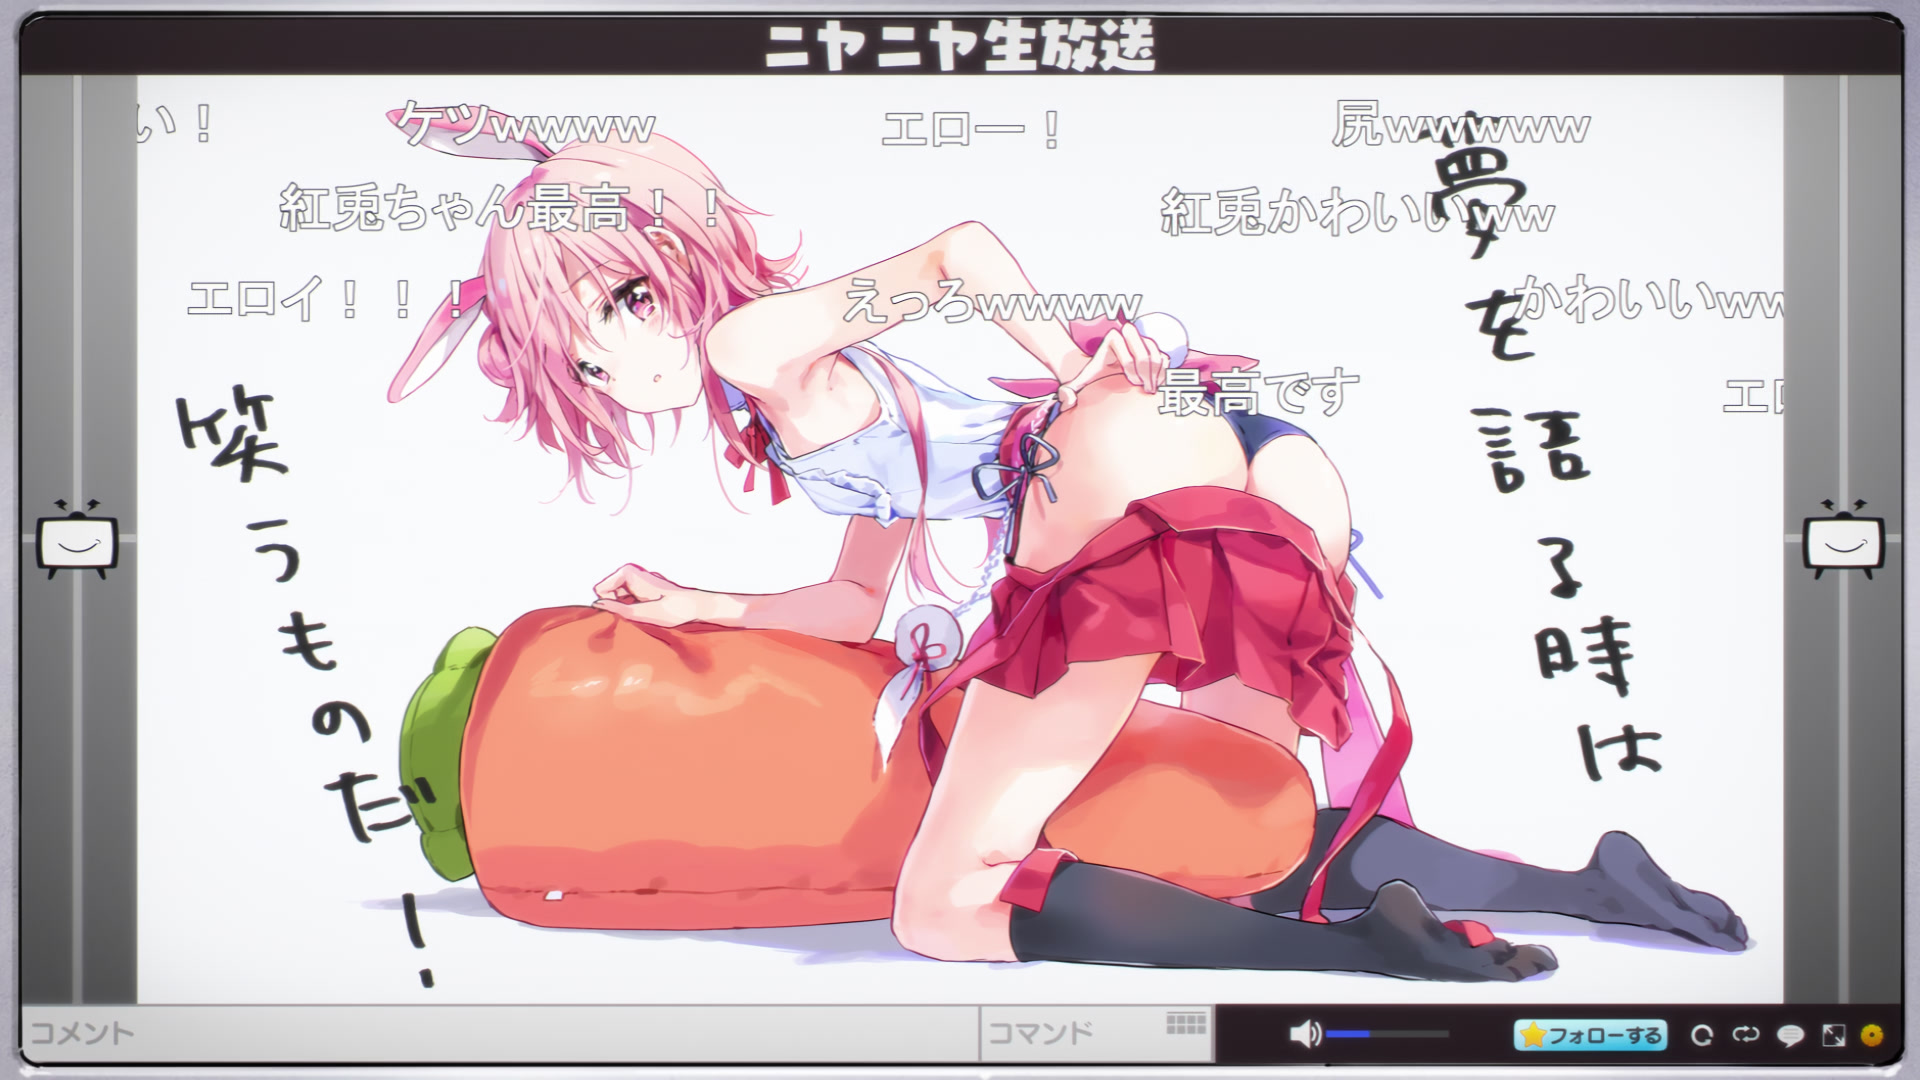 ニヤニヤ生放送
い！
ケツwwww
エロー！
尻wwwww
紅兎ちゃん最高！！
紅兎かわいいww
エロイ！！！
えっろwwww
かわいいww
最高です
エロ
夢を語る時は
笑うものだ！
コメント
コマンド
フォローする